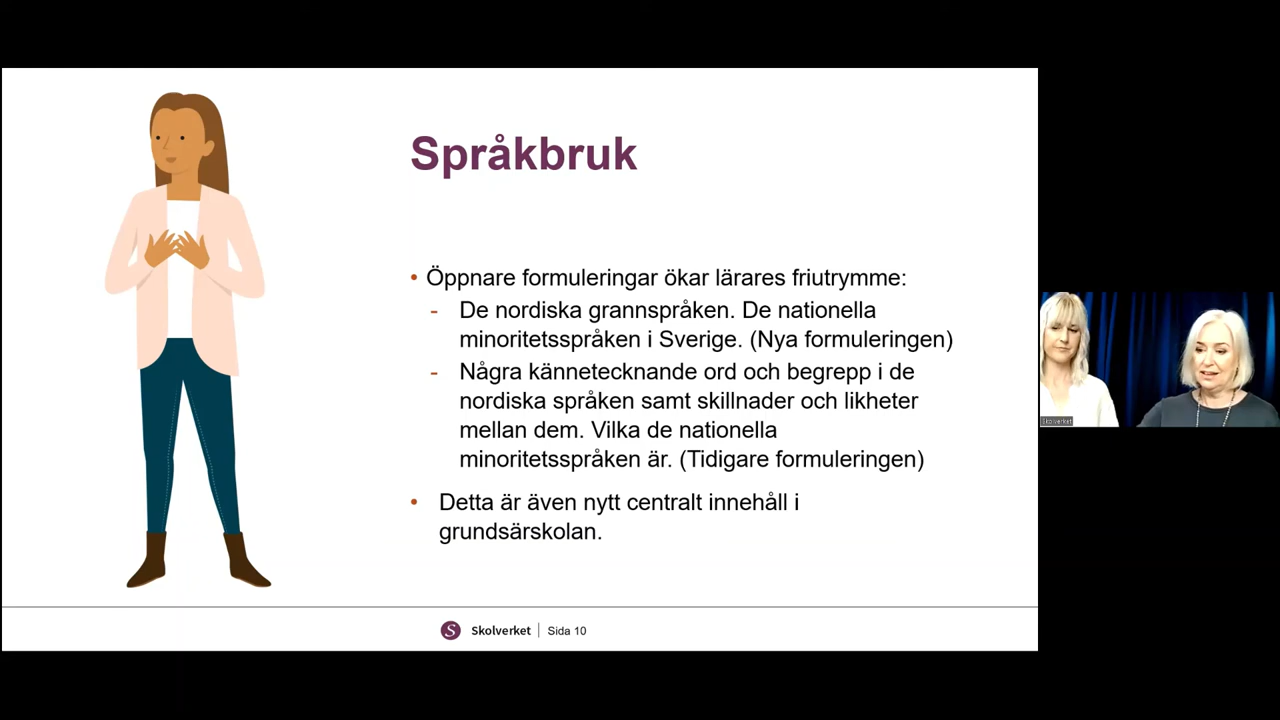 Språkbruk
• Öppnare formuleringar ökar lärares friutrymme:
- De nordiska grannspråken. De nationella
minoritetsspråken i Sverige. (Nya formuleringen)
- Några kännetecknande ord och begrepp i de
nordiska språken samt skillnader och likheter
mellan dem. Vilka de nationella
minoritetsspråken är. (Tidigare formuleringen)
• Detta är även nytt centralt innehåll i
grundsärskolan.
Skolverket
S Skolverket | Sida 10